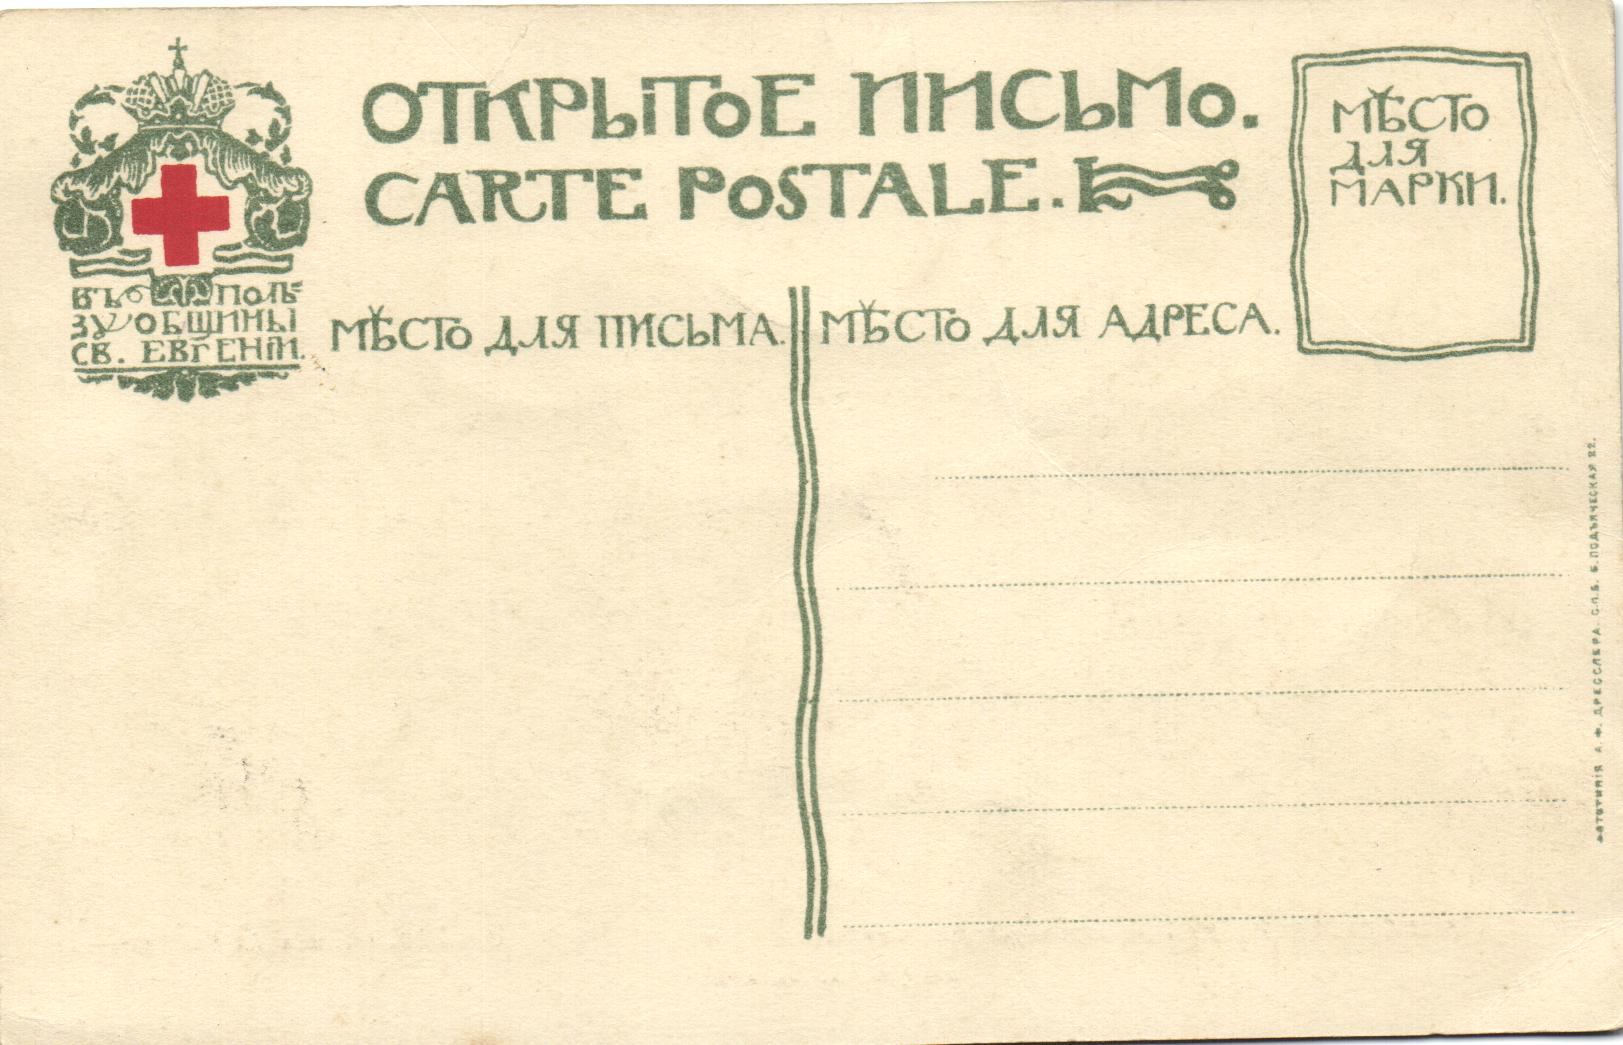 ОТКРЫТОЕ ПИСЬМО.
CARTE POSTALE.
МѢСТО
ДЛЯ
МАРКИ.
ВЪ ПОЛЬ-
ЗУ ОБЩИНЫ
СВ. ЕВГЕНІИ.
МѢСТО ДЛЯ ПИСЬМА.
МѢСТО ДЛЯ АДРЕСА.
АВТОТИПІЯ А. Ф. ДРЕССЛЕРА. С.П.Б. Б. ПОДЪЯЧЕСКАЯ 22.